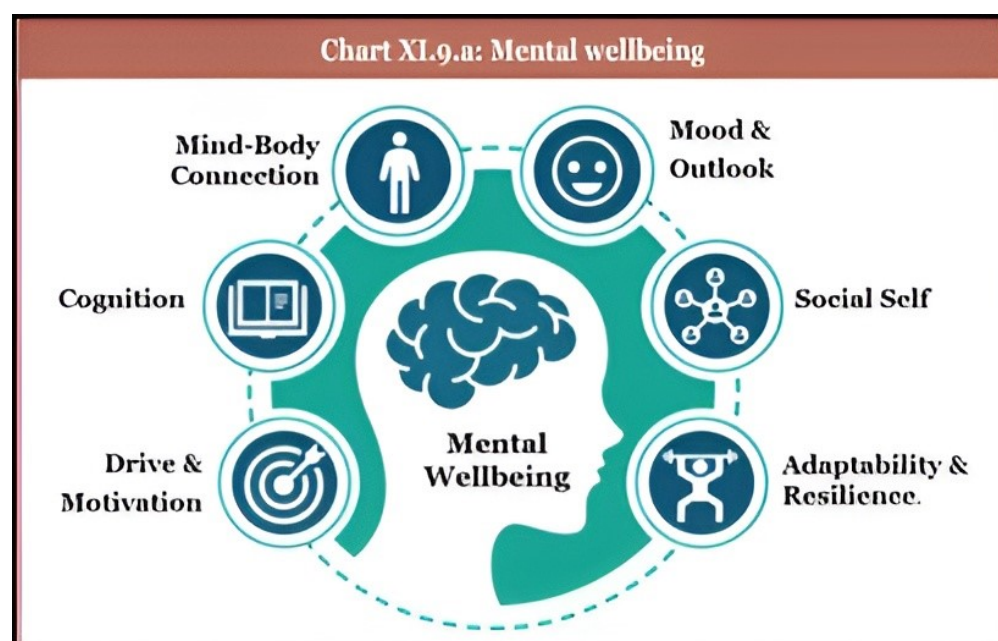 Chart XI.9.a: Mental wellbeing
Mind-Body
Connection
Mood &
Outlook
Cognition
Social Self
Mental
Wellbeing
Drive &
Motivation
Adaptability &
Resilience.